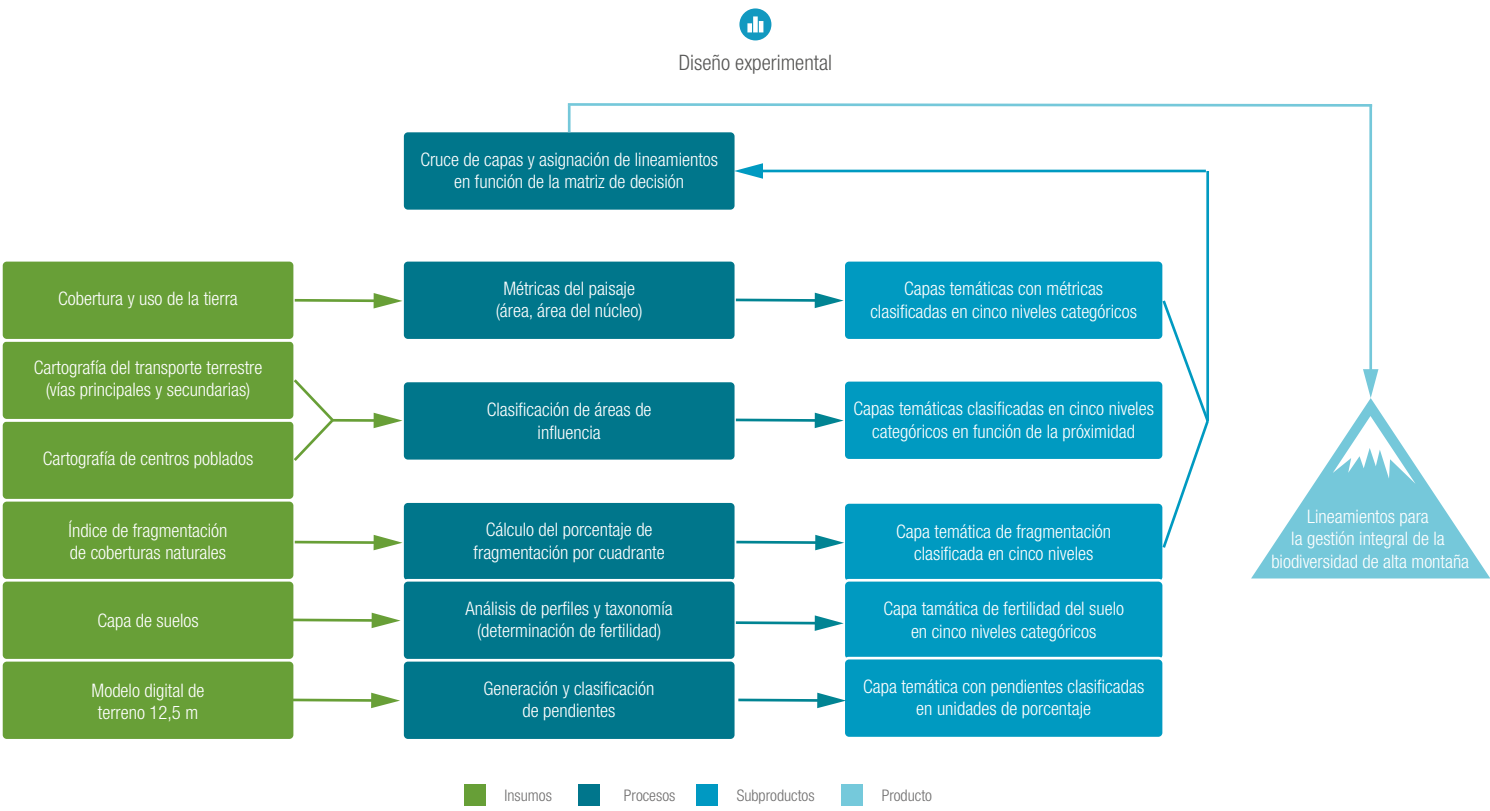 Diseño experimental
Cruce de capas y asignación de lineamientos
en función de la matriz de decisión
Cobertura y uso de la tierra
Métricas del paisaje
(área, área del núcleo)
Capas temáticas con métricas
clasificadas en cinco niveles categóricos
Cartografía del transporte terrestre
(vías principales y secundarias)
Cartografía de centros poblados
Clasificación de áreas de
influencia
Capas temáticas clasificadas en cinco niveles
categóricos en función de la próximidad
Índice de fragmentación
de coberturas naturales
Cálculo del porcentaje de
fragmentación por cuadrante
Capa temática de fragmentación
clasificada en cinco niveles
Capa de suelos
Análisis de perfiles y taxonomía
(determinación de fertilidad)
Capa tamática de fertilidad del suelo
en cinco niveles categóricos
Modelo digital de
terreno 12,5 m
Generación y clasificación
de pendientes
Capa temática con pendientes clasificadas
en unidades de porcentaje
Lineamientos para
la gestión integral de la
biodiversidad de alta montaña
Insumos
Procesos
Subproductos
Producto